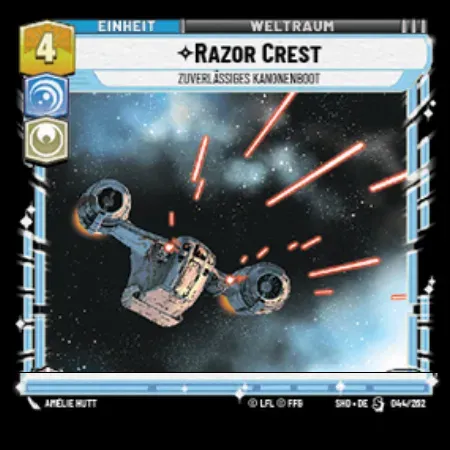 EINHEIT WELTRAUM
4 ✧RAZOR CREST
ZUVERLÄSSIGES KANONENBOOT
AMÉLIE HUTT © LFL © FFG SHD • DE 044/262